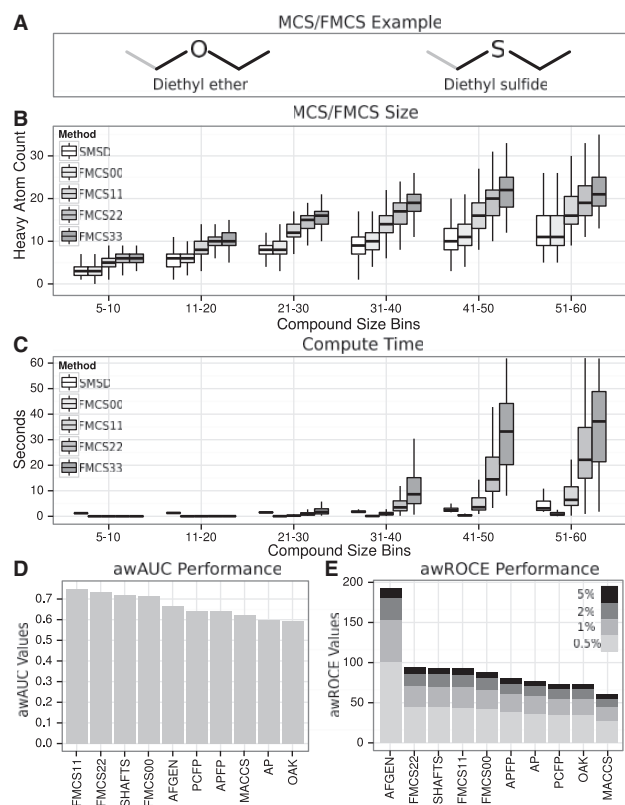 A
MCS/FMCS Example
O
S
Diethyl ether
Diethyl sulfide
B
MCS/FMCS Size
Heavy Atom Count
30
20
10
0
Method
SMSD
FMCS00
FMCS11
FMCS22
FMCS33
5-10
11-20
21-30
31-40
41-50
51-60
Compound Size Bins
C
Compute Time
Seconds
60
50
40
30
20
10
0
Method
SMSD
FMCS00
FMCS11
FMCS22
FMCS33
5-10
11-20
21-30
31-40
41-50
51-60
Compound Size Bins
D
awAUC Performance
awAUC Values
0.7
0.6
0.5
0.4
0.3
0.2
0.1
0.0
FMCS11
FMCS22
SHAFTS
FMCS00
AFGEN
PCFP
APFP
MACCS
AP
OAK
E
awROCE Performance
awROCE Values
200
150
100
50
0
5%
2%
1%
0.5%
AFGEN
FMCS22
SHAFTS
FMCS11
FMCS00
APFP
AP
PCFP
OAK
MACCS